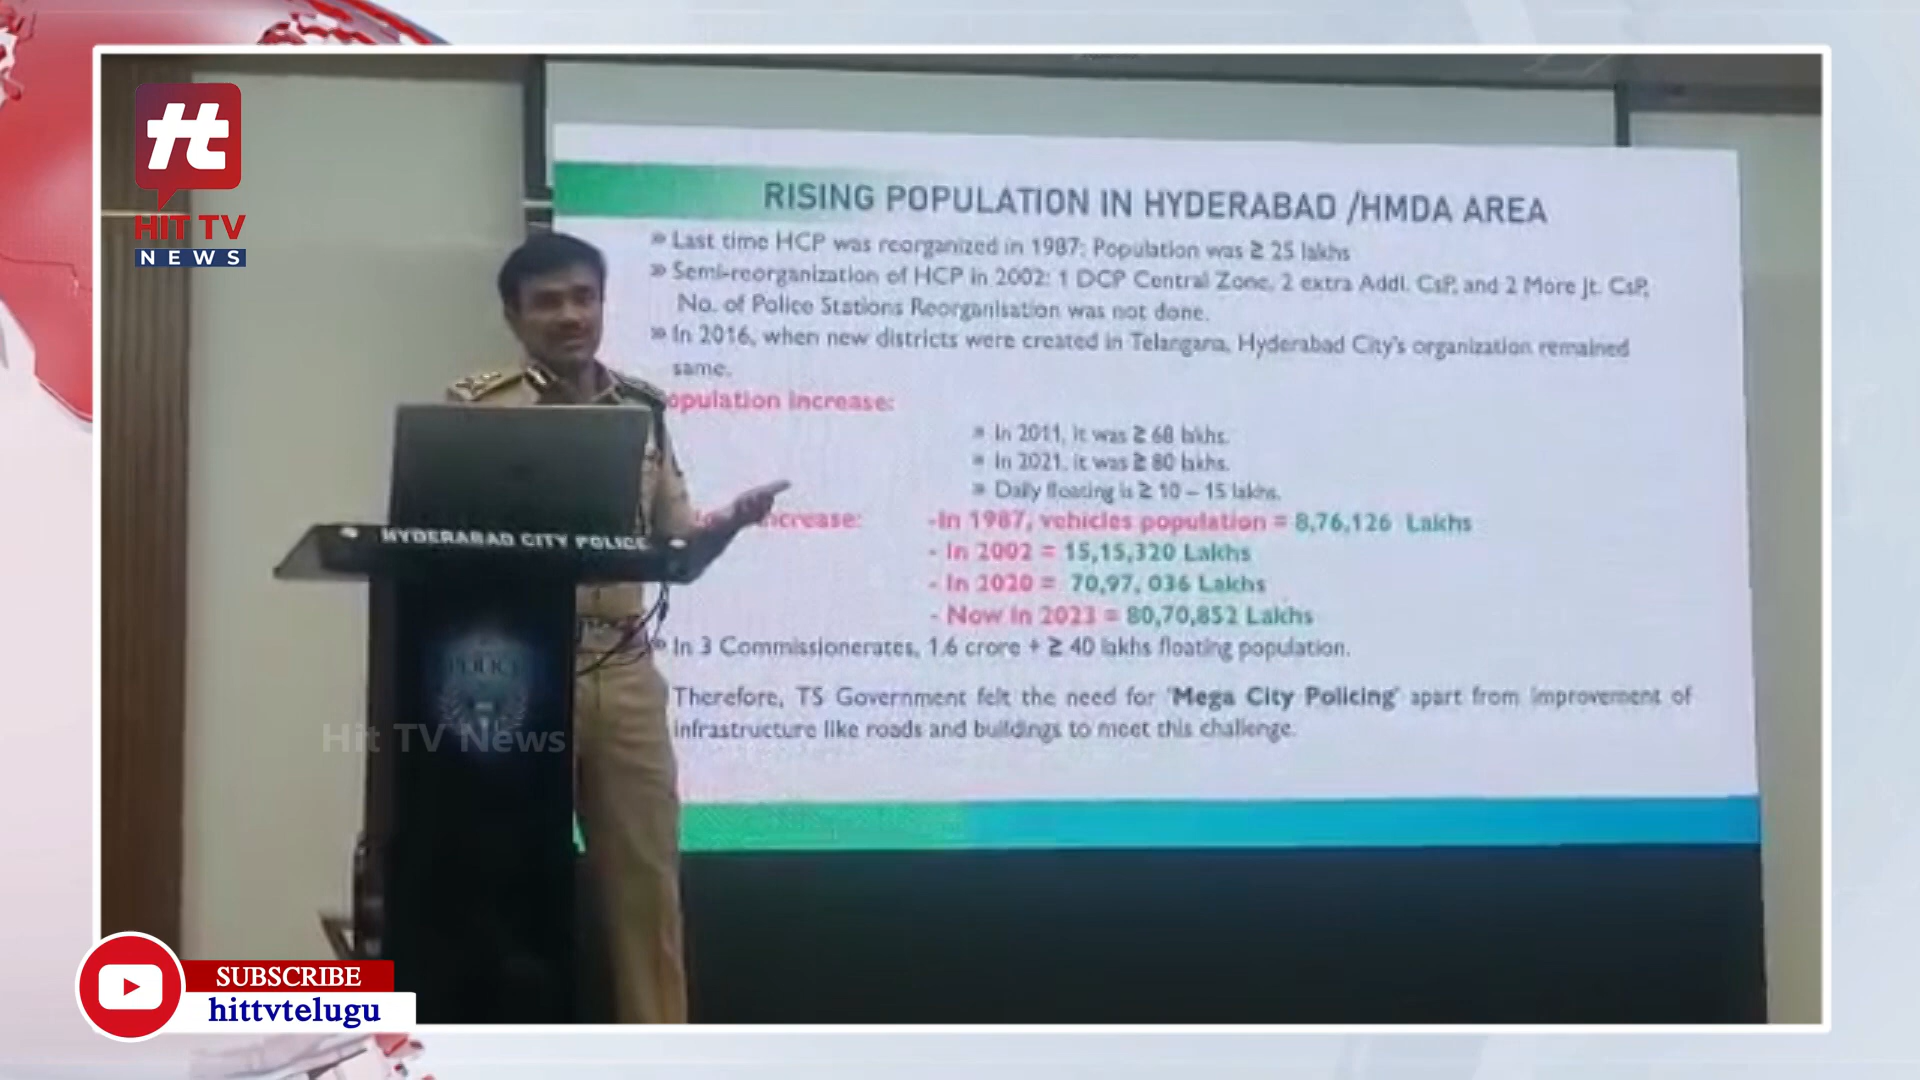 HIT TV
NEWS
RISING POPULATION IN HYDERABAD /HMDA AREA
» Last time HCP was reorganized in 1987: Population was ≥ 25 lakhs
» Semi-reorganization of HCP in 2002: 1 DCP Central Zone, 2 extra Addl. CsP, and 2 More Jt. CsP,
No. of Police Stations Reorganisation was not done.
» In 2016, when new districts were created in Telangana, Hyderabad City's organization remained
same.
opulation increase:
» In 2011, it was ≥ 68 lakhs.
» In 2021, it was ≥ 80 lakhs.
» Daily floating is ≥ 10 – 15 lakhs.
increase: -In 1987, vehicles population = 8,76,126 Lakhs
- In 2002 = 15,15,320 Lakhs
- In 2020 = 70,97, 036 Lakhs
- Now in 2023 = 80,70,852 Lakhs
» In 3 Commissionerates, 1.6 crore + ≥ 40 lakhs floating population.
Therefore, TS Government felt the need for 'Mega City Policing' apart from improvement of
infrastructure like roads and buildings to meet this challenge.
HYDERABAD CITY POLICE
POLICE
Hit TV News
SUBSCRIBE
hittvtelugu